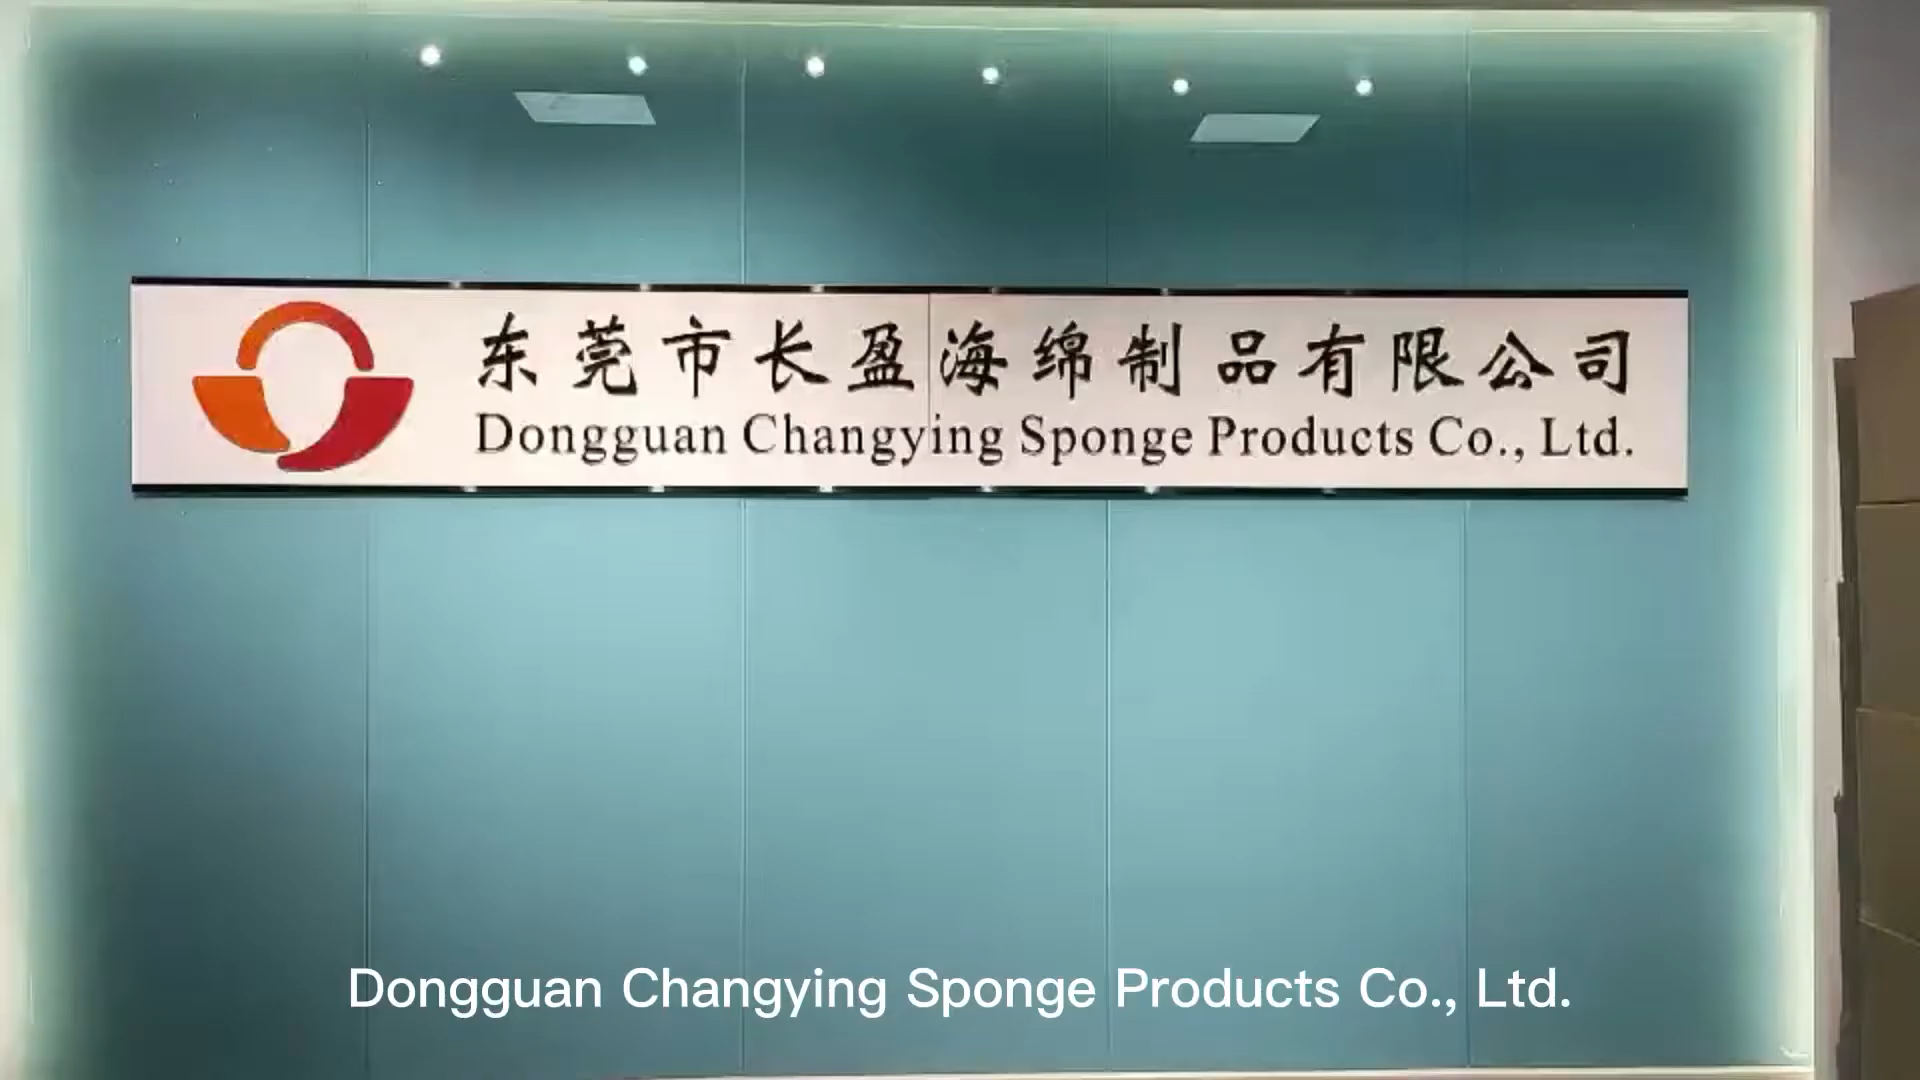 东莞市长盈海绵制品有限公司
Dongguan Changying Sponge Products Co., Ltd.
Dongguan Changying Sponge Products Co., Ltd.